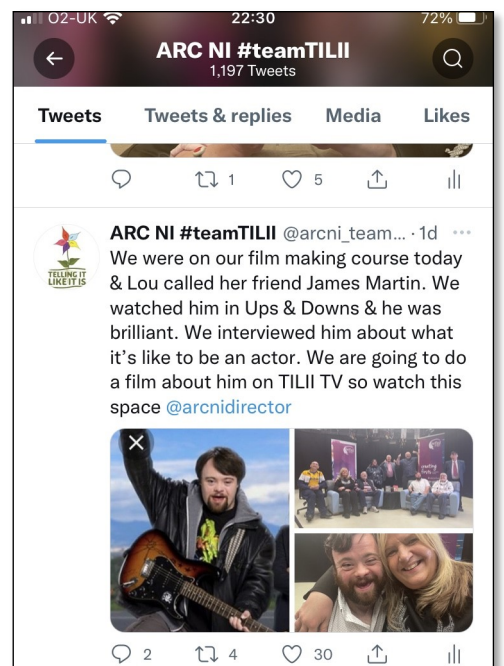 O2-UK 22:30 72%
ARC NI #teamTILII
1,197 Tweets
Tweets Tweets & replies Media Likes
1 5
ARC NI #teamTILII @arcni_team... · 1d
We were on our film making course today
& Lou called her friend James Martin. We
watched him in Ups & Downs & he was
brilliant. We interviewed him about what
it's like to be an actor. We are going to do
a film about him on TILII TV so watch this
space @arcnidirector
TELLING IT
LIKE IT IS
2 4 30